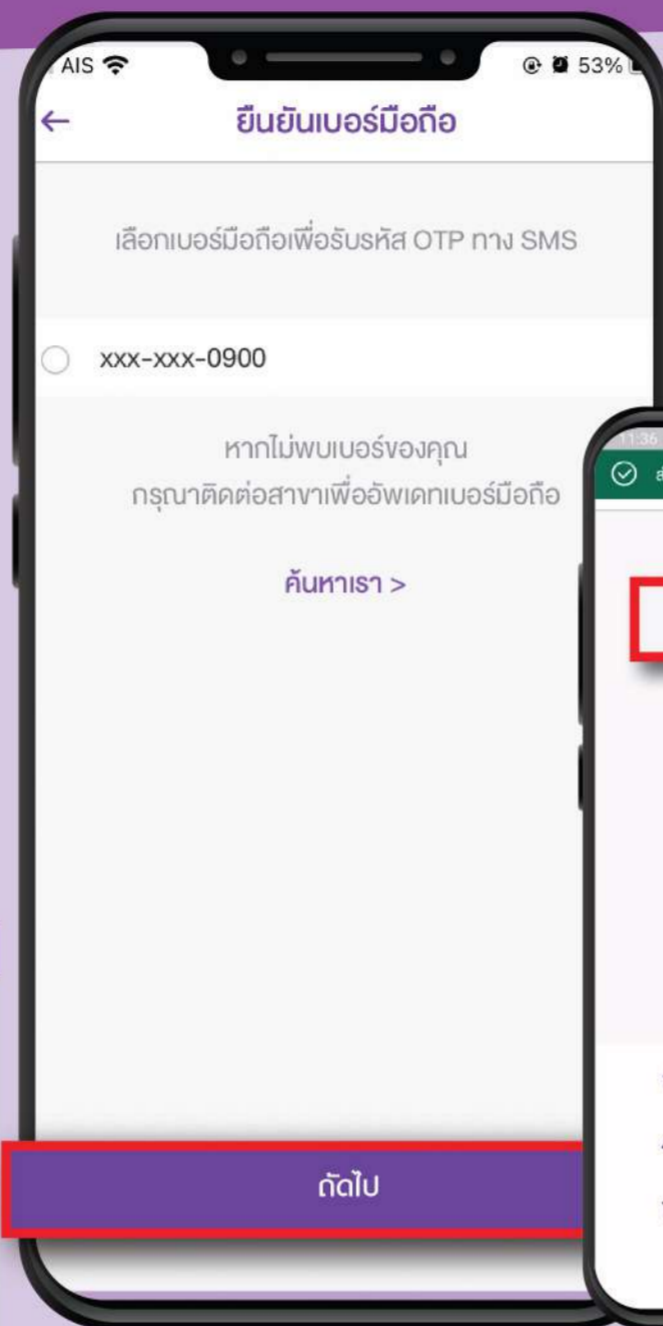 AIS
53%
ยืนยันเบอร์มือถือ
เลือกเบอร์มือถือเพื่อรับรหัส OTP ทาง SMS
xxx-xxx-0900
หากไม่พบเบอร์ของคุณ
กรุณาติดต่อสาขาเพื่ออัพเดทเบอร์มือถือ
ค้นหาเรา >
ถัดไป
11:36